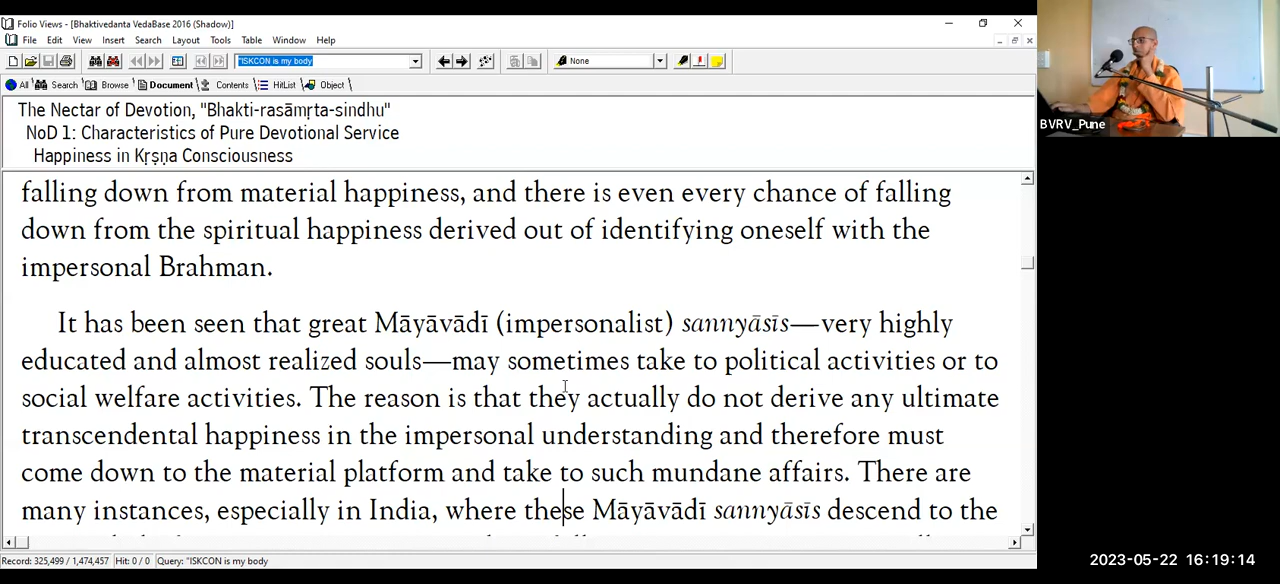 Folio Views - [Bhaktivedanta VedaBase 2016 (Shadow)]
File Edit View Insert Search Layout Tools Table Window Help
"ISKCON is my body
None
All Search Browse Document Contents HitList Object
The Nectar of Devotion, "Bhakti-rasāmṛta-sindhu"
NoD 1: Characteristics of Pure Devotional Service
Happiness in Kṛṣṇa Consciousness
BVRV_Pune
falling down from material happiness, and there is even every chance of falling
down from the spiritual happiness derived out of identifying oneself with the
impersonal Brahman.
It has been seen that great Māyāvādī (impersonalist) sannyāsīs—very highly
educated and almost realized souls—may sometimes take to political activities or to
social welfare activities. The reason is that they actually do not derive any ultimate
transcendental happiness in the impersonal understanding and therefore must
come down to the material platform and take to such mundane affairs. There are
many instances, especially in India, where these Māyāvādī sannyāsīs descend to the
Record: 325,499 / 1,474,457 Hit: 0 / 0 Query: "ISKCON is my body
2023-05-22 16:19:14